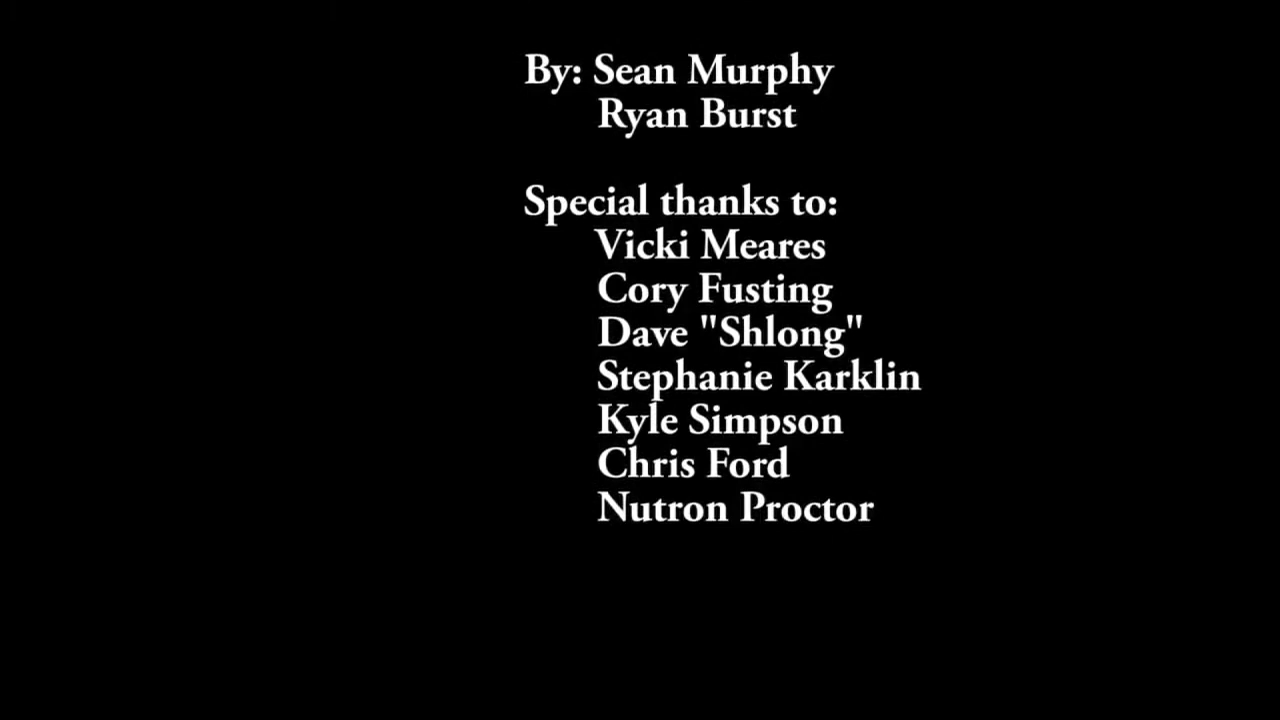 By: Sean Murphy
Ryan Burst
Special thanks to:
Vicki Meares
Cory Fusting
Dave "Shlong"
Stephanie Karklin
Kyle Simpson
Chris Ford
Nutron Proctor